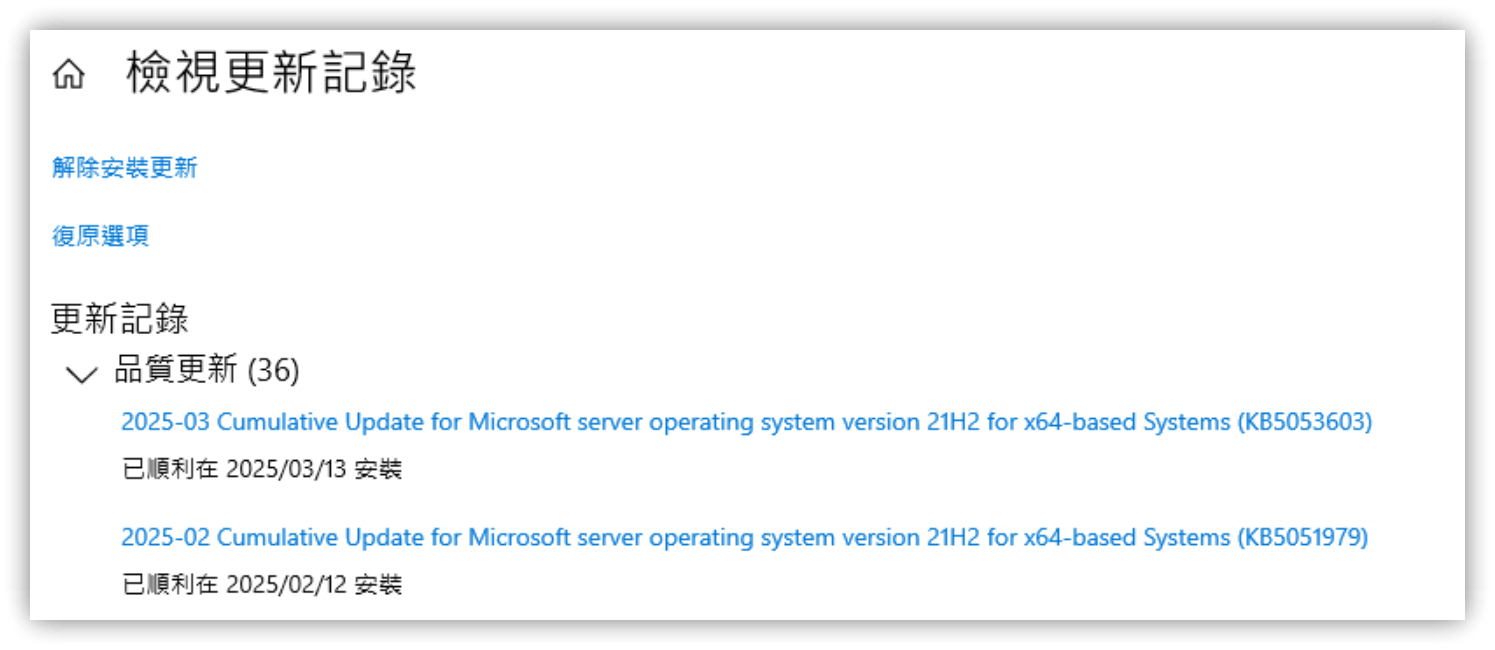 檢視更新記錄
解除安裝更新
復原選項
更新記錄
品質更新 (36)
2025-03 Cumulative Update for Microsoft server operating system version 21H2 for x64-based Systems (KB5053603)
已順利在 2025/03/13 安裝
2025-02 Cumulative Update for Microsoft server operating system version 21H2 for x64-based Systems (KB5051979)
已順利在 2025/02/12 安裝